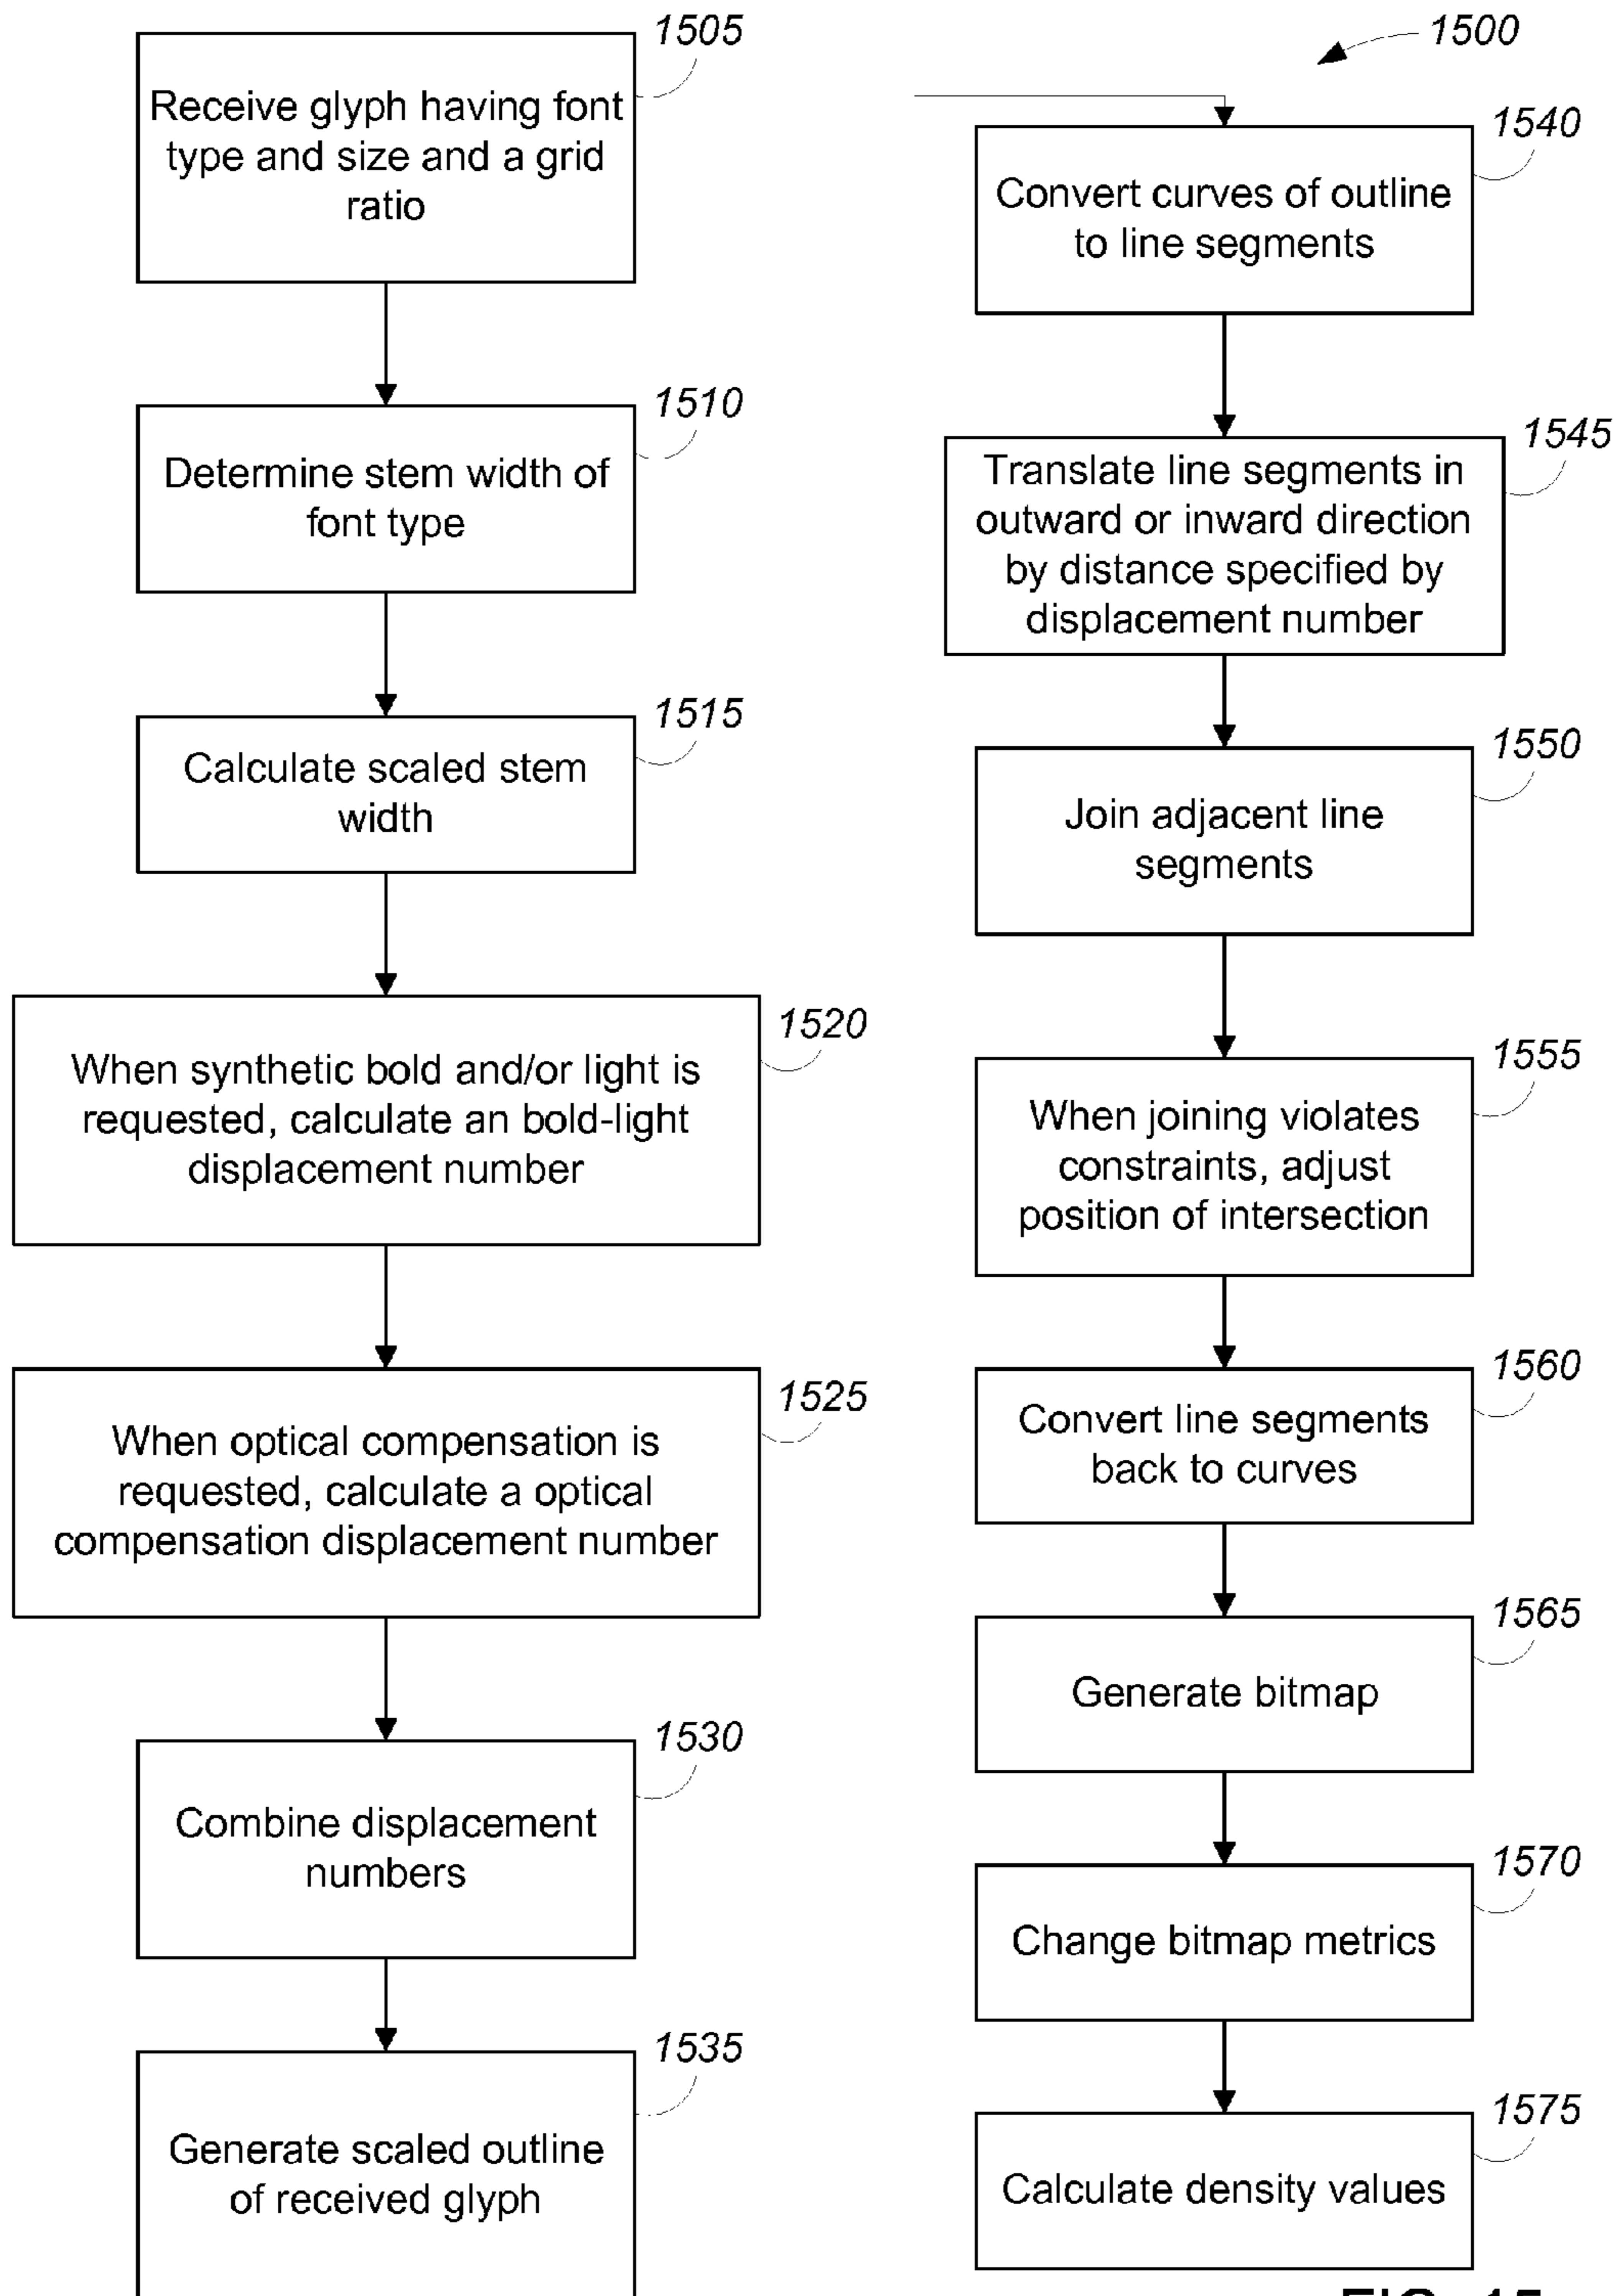 1505
Receive glyph having font
type and size and a grid
ratio
1510
Determine stem width of
font type
1515
Calculate scaled stem
width
1520
When synthetic bold and/or light is
requested, calculate an bold-light
displacement number
1525
When optical compensation is
requested, calculate a optical
compensation displacement number
1530
Combine displacement
numbers
1535
Generate scaled outline
of received glyph
1500
1540
Convert curves of outline
to line segments
1545
Translate line segments in
outward or inward direction
by distance specified by
displacement number
1550
Join adjacent line
segments
1555
When joining violates
constraints, adjust
position of intersection
1560
Convert line segments
back to curves
1565
Generate bitmap
1570
Change bitmap metrics
1575
Calculate density values